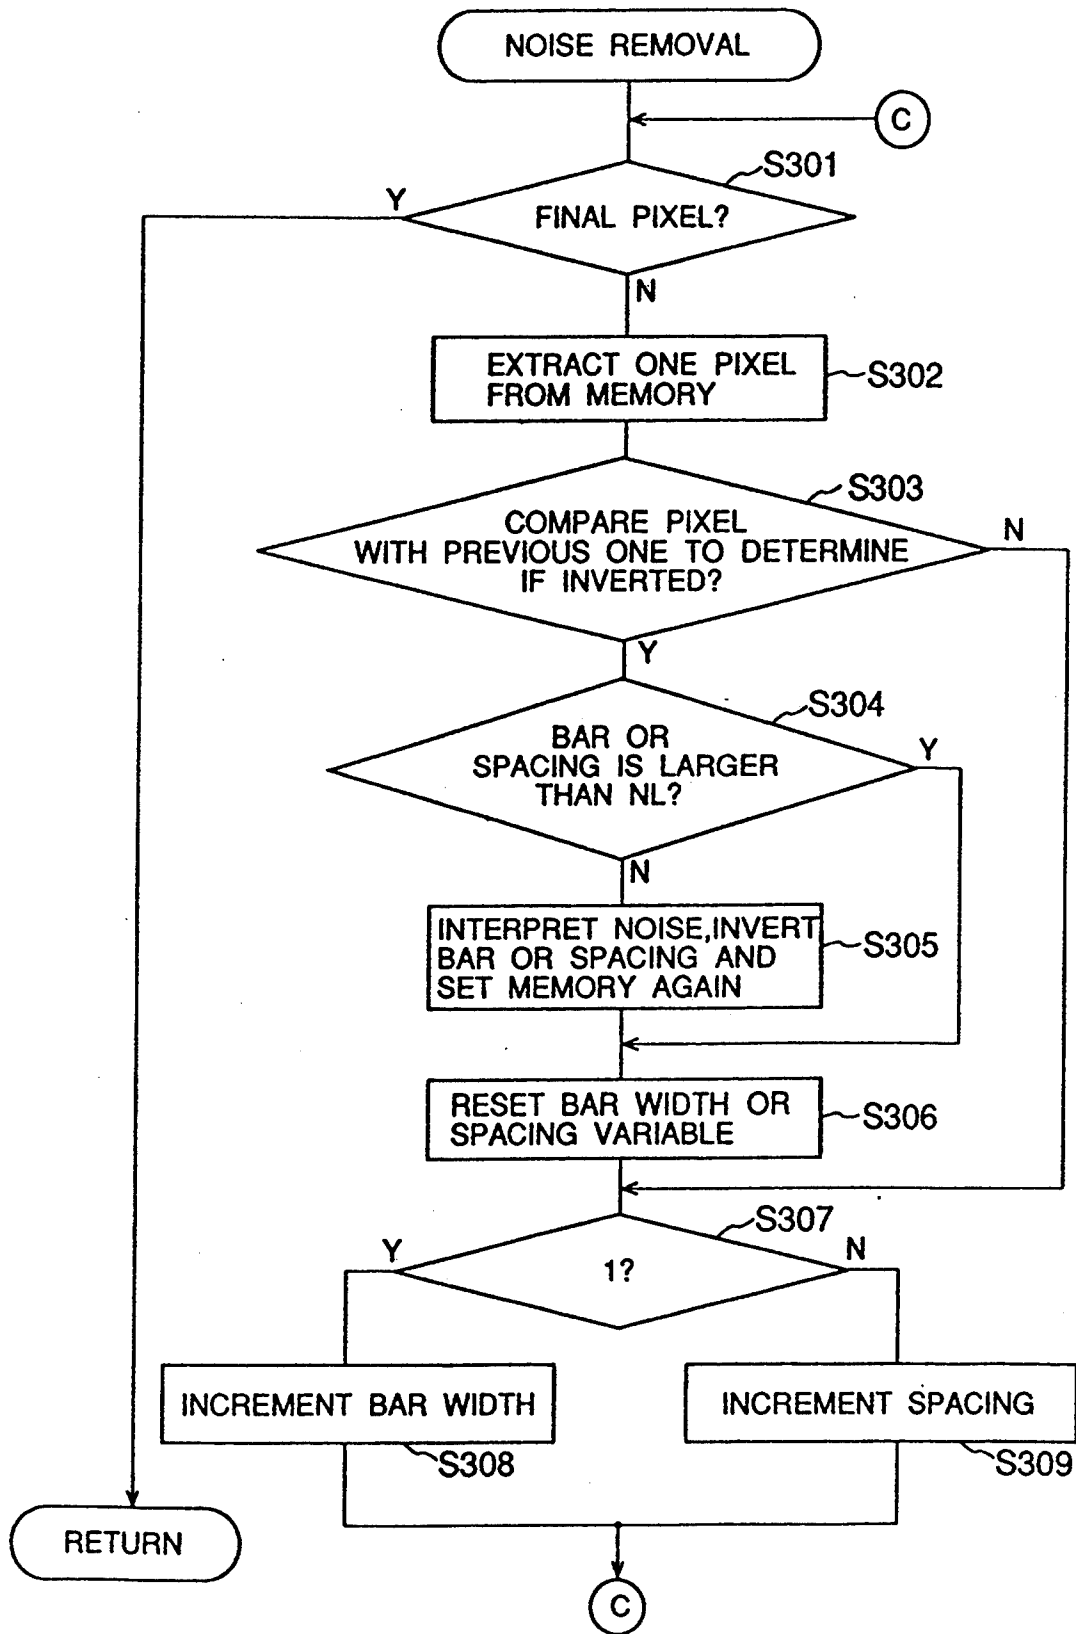 NOISE REMOVAL
C
S301
Y
FINAL PIXEL?
N
EXTRACT ONE PIXEL
FROM MEMORY
S302
S303
COMPARE PIXEL
WITH PREVIOUS ONE TO DETERMINE
IF INVERTED?
N
Y
S304
BAR OR
SPACING IS LARGER
THAN NL?
Y
N
INTERPRET NOISE,INVERT
BAR OR SPACING AND
SET MEMORY AGAIN
S305
RESET BAR WIDTH OR
SPACING VARIABLE
S306
S307
Y
1?
N
INCREMENT BAR WIDTH
S308
INCREMENT SPACING
S309
RETURN
C